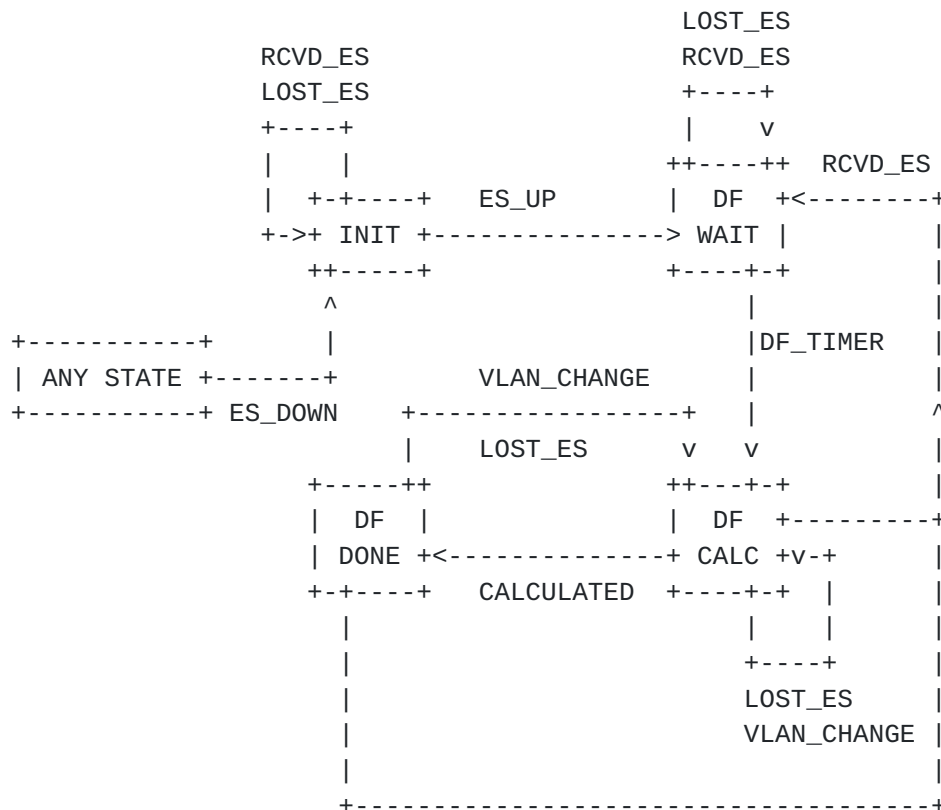 LOST_ES
RCVD_ES RCVD_ES
LOST_ES
RCVD_ES
ES_UP DF
INIT WAIT
DF_TIMER
ANY STATE VLAN_CHANGE
ES_DOWN
LOST_ES
DF DF
DONE CALC
CALCULATED
LOST_ES
VLAN_CHANGE